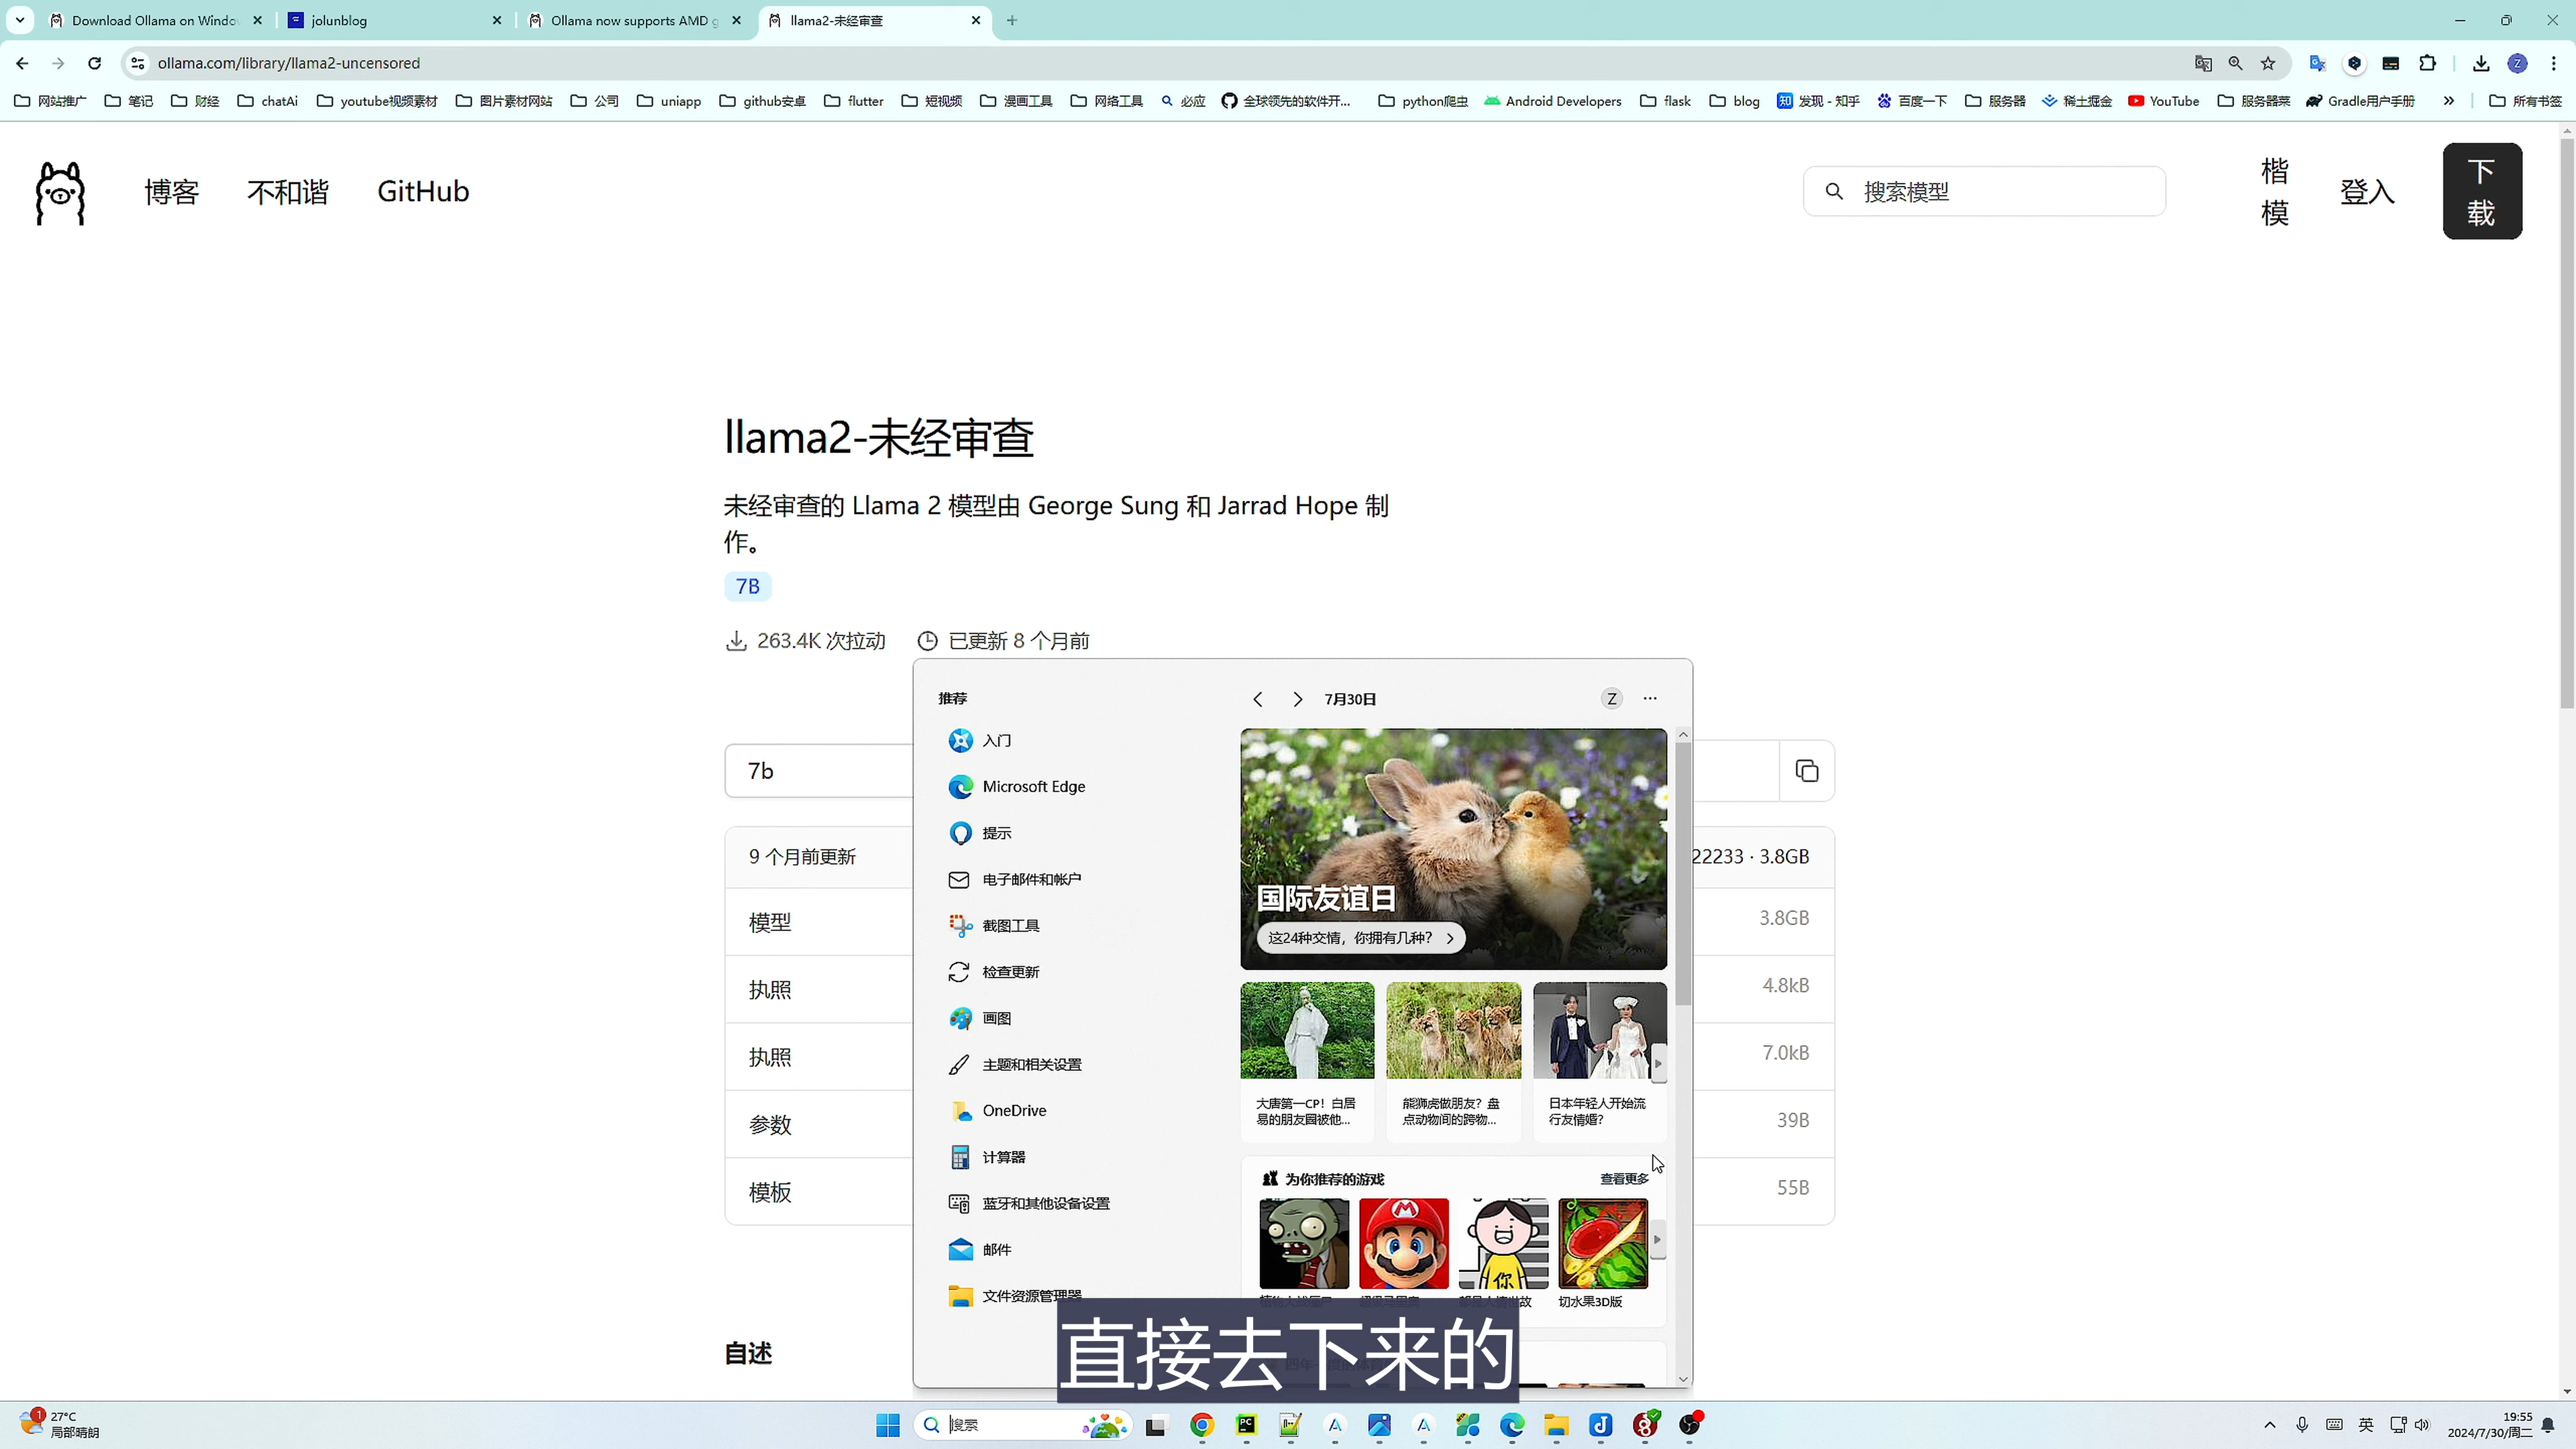 Download Ollama on Windo
jolunblog
Ollama now supports AMD g
llama2-未经审查
ollama.com/library/llama2-uncensored
网站推广 笔记 财经 chatAi youtube视频素材 图片素材网站 公司 uniapp github安卓 flutter 短视频 漫画工具 网络工具 必应 全球领先的软件开... python爬虫 Android Developers flask blog 发现 - 知乎 百度一下 服务器 稀土掘金 YouTube 服务器菜 Gradle用户手册 » 所有书签
博客 不和谐 GitHub
搜索模型
楷模
登入
下载
llama2-未经审查
未经审查的 Llama 2 模型由 George Sung 和 Jarrad Hope 制
作。
7B
263.4K 次拉动 已更新 8 个月前
7b
9 个月前更新
22233 · 3.8GB
模型 3.8GB
执照 4.8kB
执照 7.0kB
参数 39B
模板 55B
自述
推荐
入门
Microsoft Edge
提示
电子邮件和帐户
截图工具
检查更新
画图
主题和相关设置
OneDrive
计算器
蓝牙和其他设备设置
邮件
文件资源管理器
7月30日
Z
国际友谊日
这24种交情，你拥有几种？
大唐第一CP！白居
易的朋友圈被他...
熊狮虎做朋友？盘
点动物间的跨物...
日本年轻人开始流
行友情婚？
为你推荐的游戏 查看更多
你
切水果3D版
直接去下来的
1
27°C
局部晴朗
搜索
英
19:55
2024/7/30/周二